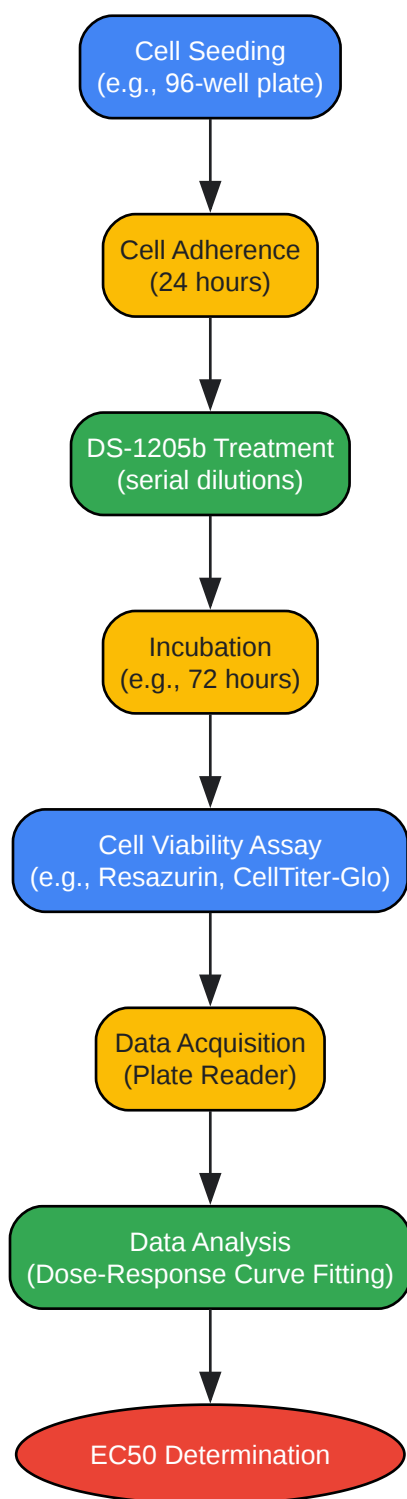 Cell Seeding
(e.g., 96-well plate)
Cell Adherence
(24 hours)
DS-1205b Treatment
(serial dilutions)
Incubation
(e.g., 72 hours)
Cell Viability Assay
(e.g., Resazurin, CellTiter-Glo)
Data Acquisition
(Plate Reader)
Data Analysis
(Dose-Response Curve Fitting)
EC50 Determination